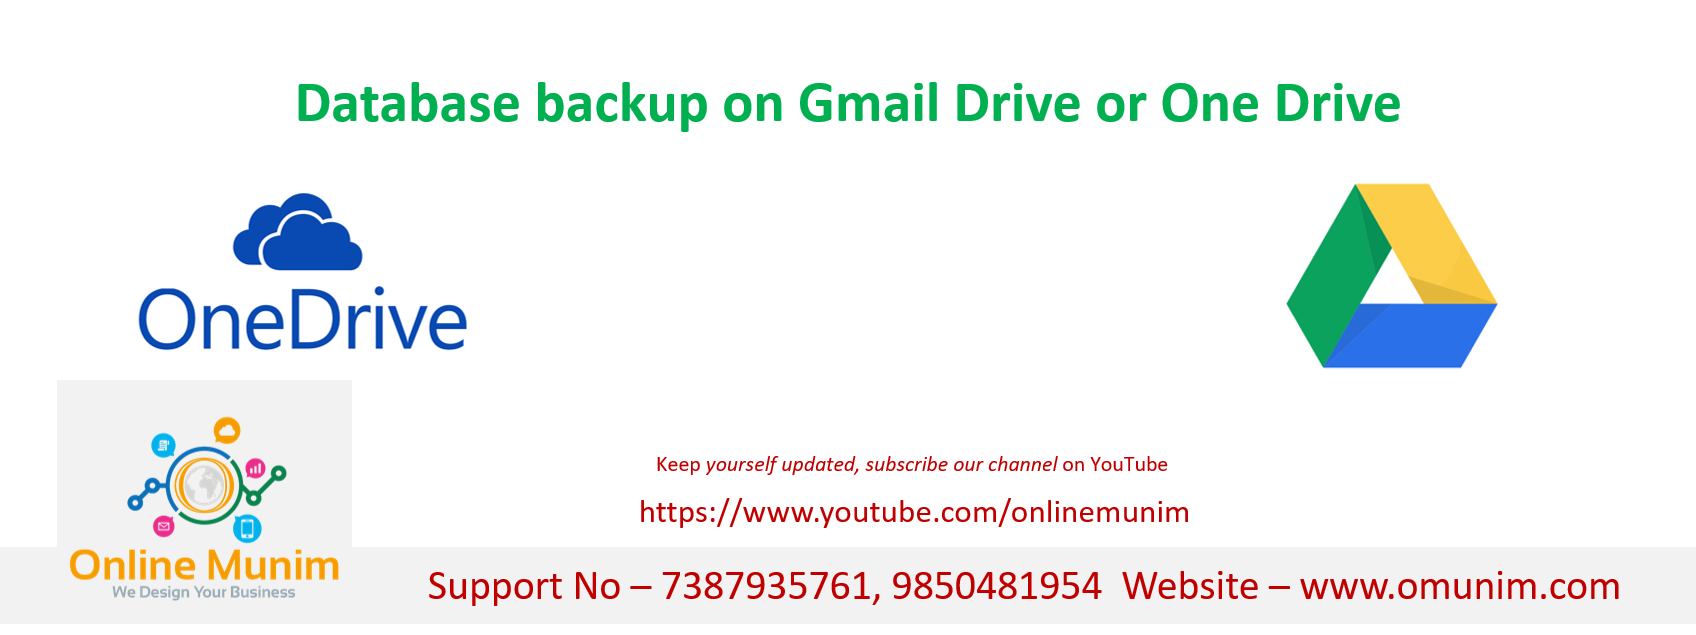 Database backup on Gmail Drive or One Drive
OneDrive
Keep yourself updated, subscribe our channel on YouTube
https://www.youtube.com/onlinemunim
Online Munim
We Design Your Business
Support No – 7387935761, 9850481954 Website – www.omunim.com